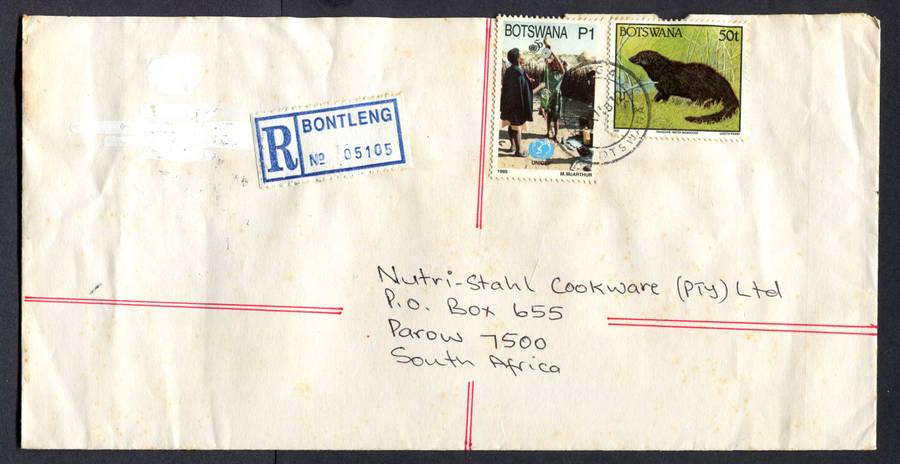 BOTSWANA P1
UNICEF
1995 M. McARTHUR
BOTSWANA 50t
R BONTLENG
No 05105
BOTSWANA
Nutri-Stahl Cookware (PTY) Ltd
P.O. Box 655
Parow 7500
South Africa